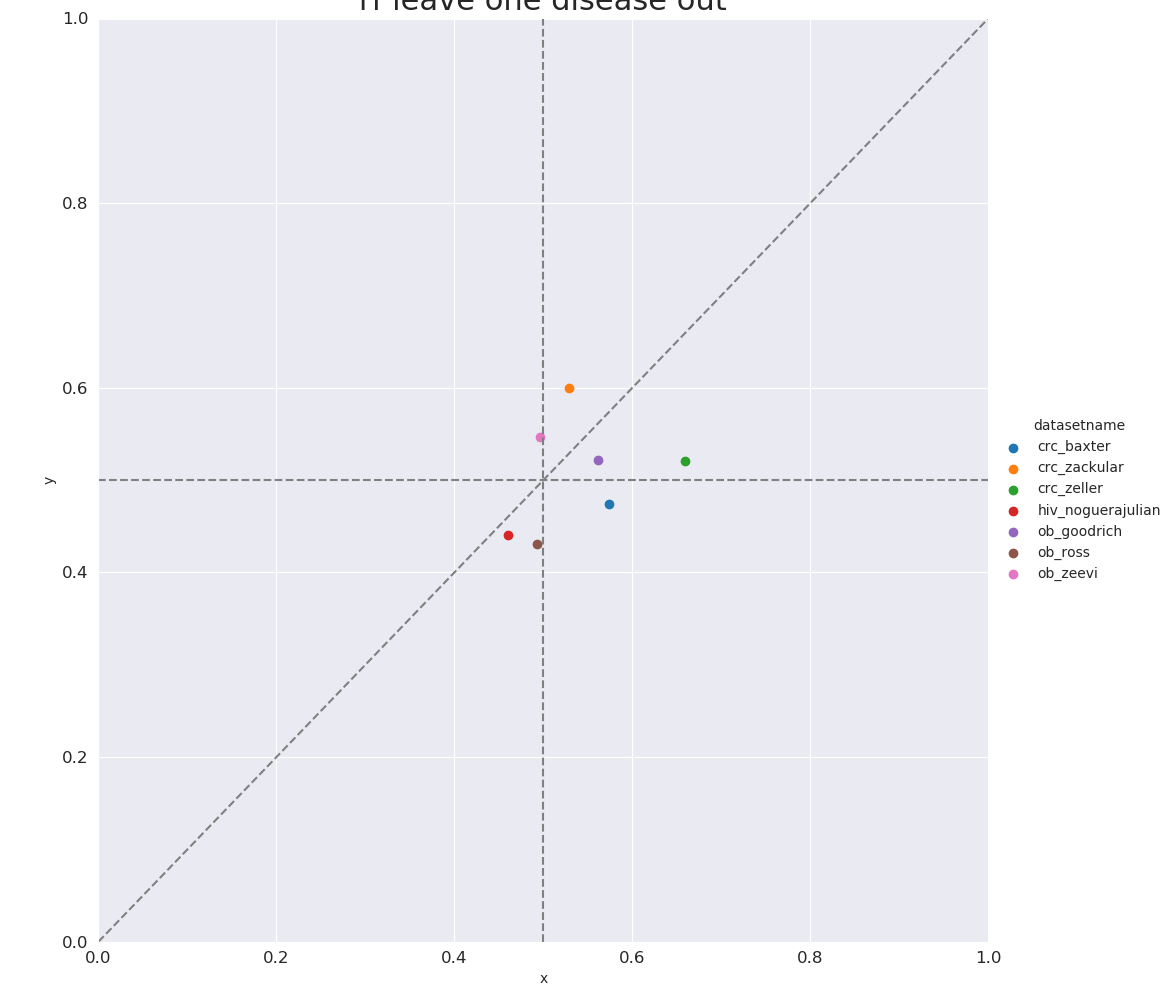 leave one disease out
1.0
0.8
0.6
0.4
0.2
0.0
y
0.0 0.2 0.4 0.6 0.8 1.0
x
datasetname
crc_baxter
crc_zackular
crc_zeller
hiv_noguerajulian
ob_goodrich
ob_ross
ob_zeevi